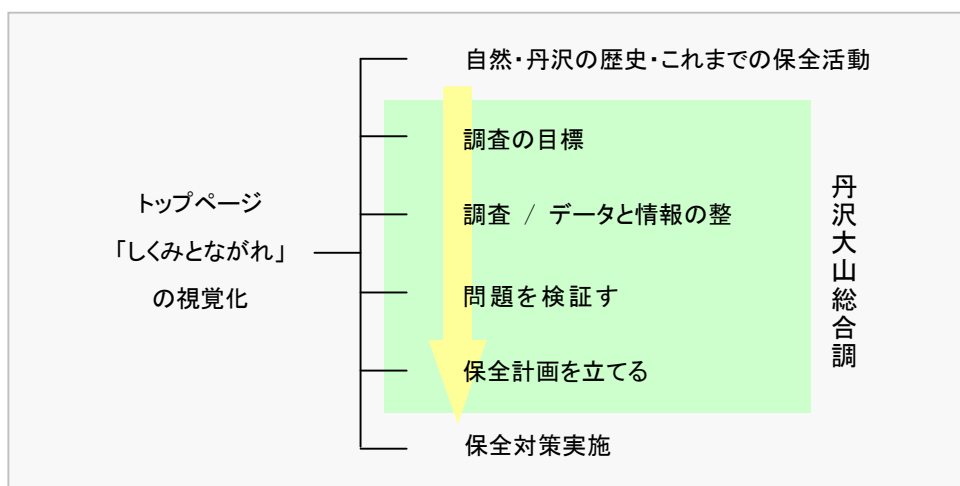 自然・丹沢の歴史・これまでの保全活動
調査の目標
調査 / データと情報の整
問題を検証す
保全計画を立てる
保全対策実施
トップページ
「しくみとながれ」
の視覚化
丹沢大山総合調